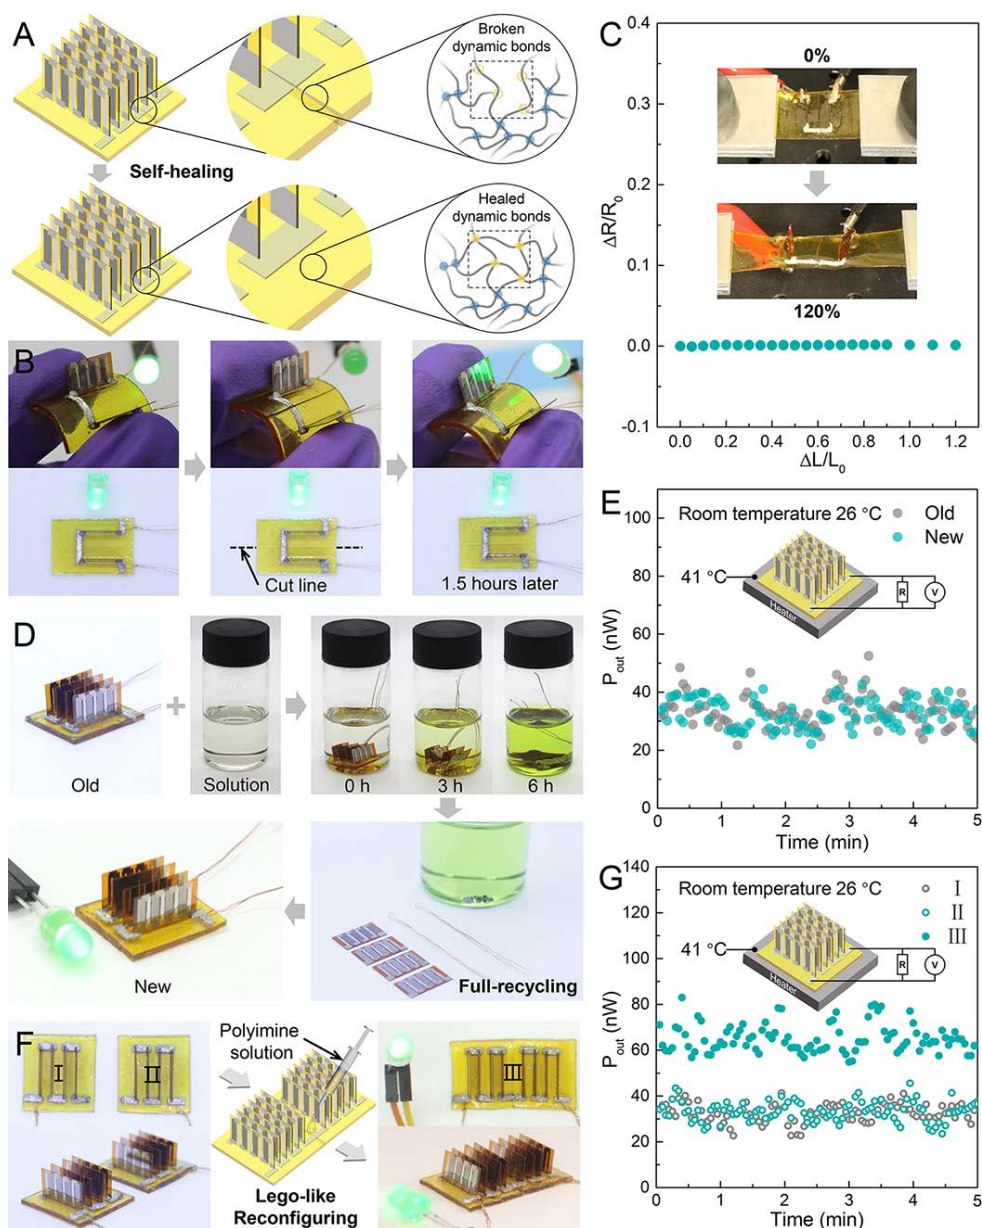 A
Broken
dynamic bonds
Self-healing
Healed
dynamic bonds
B
Cut line
1.5 hours later
C
0%
120%
ΔR/R0
0.4
0.3
0.2
0.1
0.0
-0.1
0.0 0.2 0.4 0.6 0.8 1.0 1.2
ΔL/L0
D
Old
+
Solution
0 h
3 h
6 h
New
Full-recycling
E
Room temperature 26 °C
Old
New
41 °C
Heater
R
V
Pout (nW)
100
80
60
40
20
0
0 1 2 3 4 5
Time (min)
F
I
II
Polyimine
solution
III
Lego-like
Reconfiguring
G
Room temperature 26 °C
I
II
III
41 °C
Heater
R
V
Pout (nW)
140
120
100
80
60
40
20
0
0 1 2 3 4 5
Time (min)